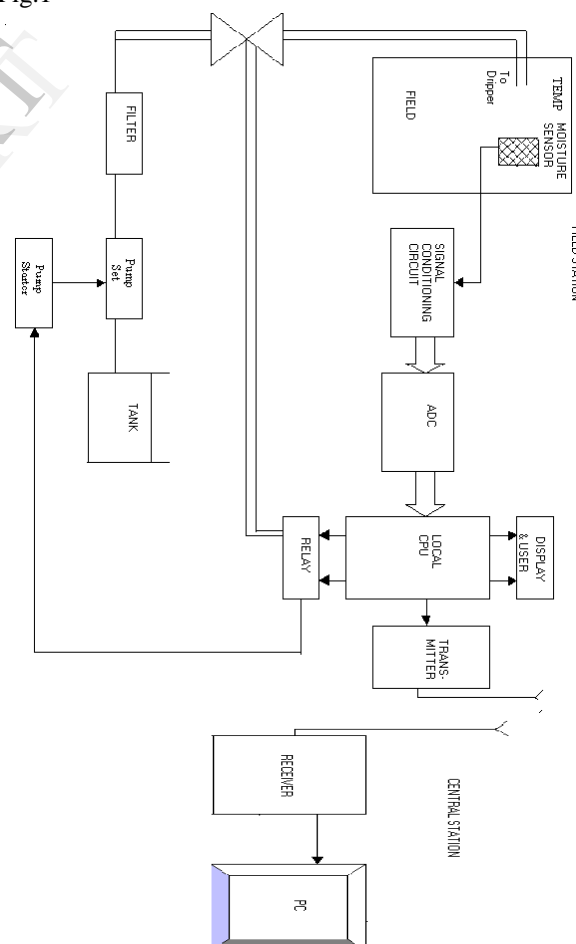 Fig.1
To
Dripper
TEMP MOISTURE
SENSOR
FIELD
FILTER
Pump
Set
Pump
Starter
TANK
SIGNAL
CONDITIONING
CIRCUIT
ADC
LOCAL
CPU
DISPLAY
& USER
RELAY
TRANS-
MITTER
RECEIVER
CENTRAL STATION
PC